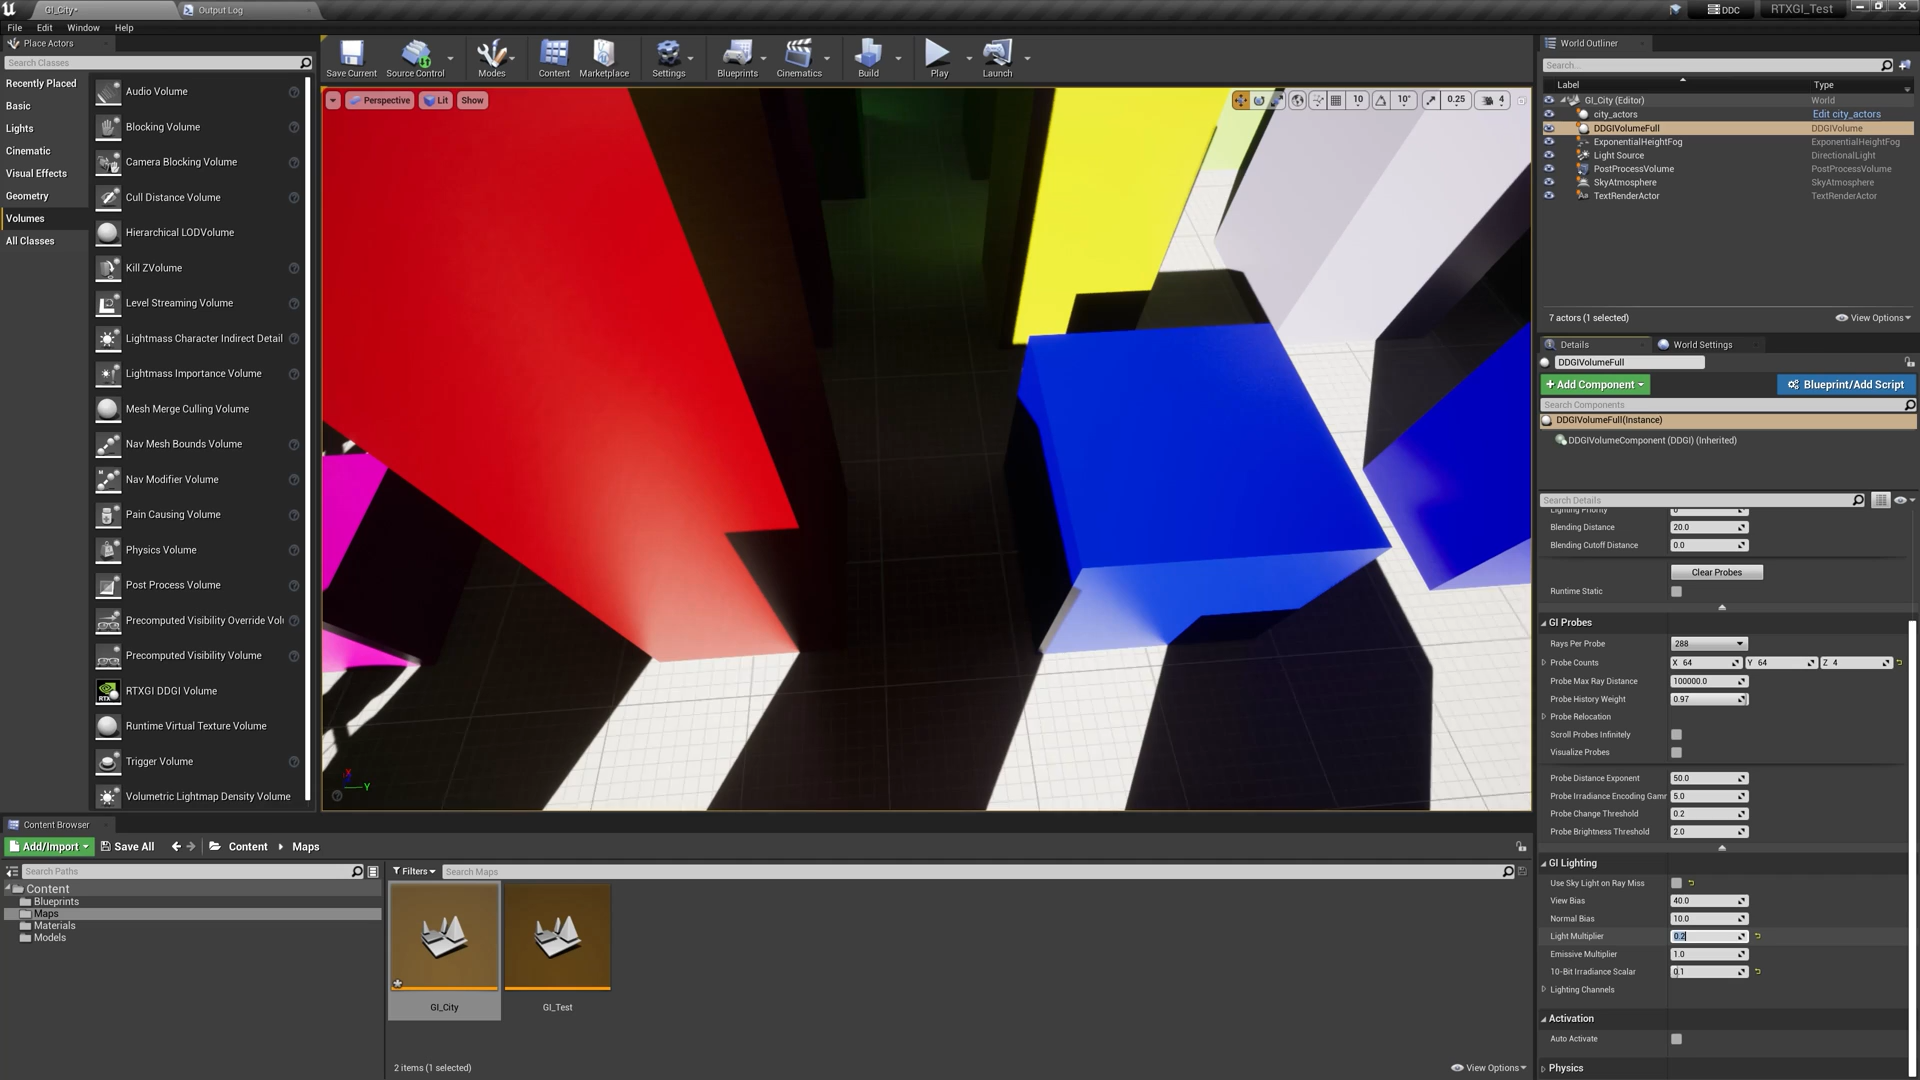 GI_City•
Output Log
DDC
RTXGI_Test
File Edit Window Help
Place Actors
Search Classes
Recently Placed
Basic
Lights
Cinematic
Visual Effects
Geometry
Volumes
All Classes
Audio Volume
Blocking Volume
Camera Blocking Volume
Cull Distance Volume
Hierarchical LODVolume
Kill ZVolume
Level Streaming Volume
Lightmass Character Indirect Detail
Lightmass Importance Volume
Mesh Merge Culling Volume
Nav Mesh Bounds Volume
Nav Modifier Volume
Pain Causing Volume
Physics Volume
Post Process Volume
Precomputed Visibility Override Volu
Precomputed Visibility Volume
RTXGI DDGI Volume
Runtime Virtual Texture Volume
Trigger Volume
Volumetric Lightmap Density Volume
Save Current Source Control Modes Content Marketplace Settings Blueprints Cinematics Build Play Launch
Perspective Lit Show
10 10° 0.25 4
X Y
World Outliner
Search...
Label Type
GI_City (Editor) World
city_actors Edit city_actors
DDGIVolumeFull DDGIVolume
ExponentialHeightFog ExponentialHeightFog
Light Source DirectionalLight
PostProcessVolume PostProcessVolume
SkyAtmosphere SkyAtmosphere
TextRenderActor TextRenderActor
7 actors (1 selected) View Options
Details World Settings
DDGIVolumeFull
+ Add Component Blueprint/Add Script
Search Components
DDGIVolumeFull(Instance)
DDGIVolumeComponent (DDGI) (Inherited)
Search Details
Lighting Priority 0
Blending Distance 20.0
Blending Cutoff Distance 0.0
Clear Probes
Runtime Static
GI Probes
Rays Per Probe 288
Probe Counts X 64 Y 64 Z 4
Probe Max Ray Distance 100000.0
Probe History Weight 0.97
Probe Relocation
Scroll Probes Infinitely
Visualize Probes
Probe Distance Exponent 50.0
Probe Irradiance Encoding Gamr 5.0
Probe Change Threshold 0.2
Probe Brightness Threshold 2.0
GI Lighting
Use Sky Light on Ray Miss
View Bias 40.0
Normal Bias 10.0
Light Multiplier 0.2
Emissive Multiplier 1.0
10-Bit Irradiance Scalar 0.1
Lighting Channels
Activation
Auto Activate
Physics
Content Browser
Add/Import Save All Content Maps
Search Paths
Content
Blueprints
Maps
Materials
Models
Filters Search Maps
GI_City
GI_Test
2 items (1 selected) View Options